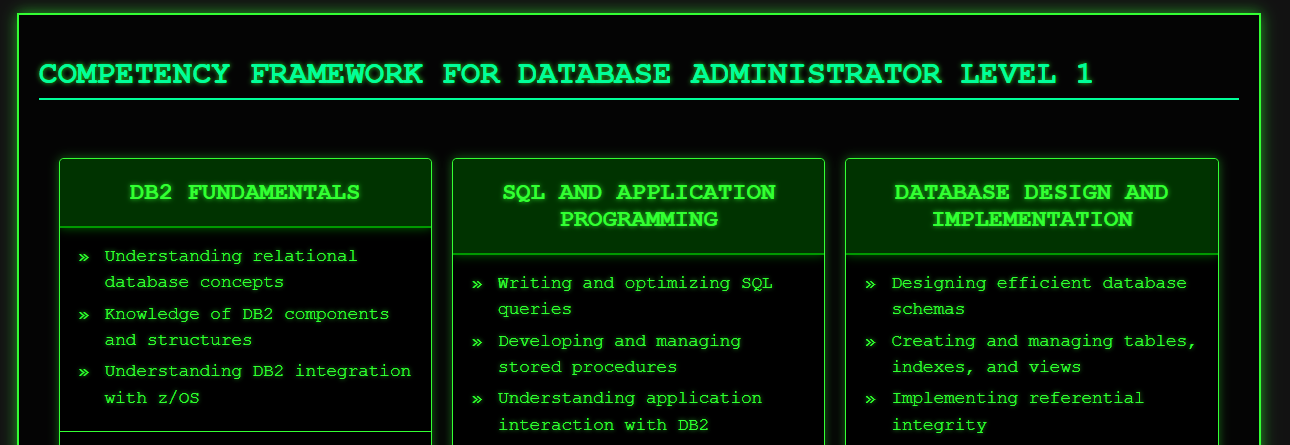 COMPETENCY FRAMEWORK FOR DATABASE ADMINISTRATOR LEVEL 1
DB2 FUNDAMENTALS
» Understanding relational
database concepts
» Knowledge of DB2 components
and structures
» Understanding DB2 integration
with z/OS
SQL AND APPLICATION
PROGRAMMING
» Writing and optimizing SQL
queries
» Developing and managing
stored procedures
» Understanding application
interaction with DB2
DATABASE DESIGN AND
IMPLEMENTATION
» Designing efficient database
schemas
» Creating and managing tables,
indexes, and views
» Implementing referential
integrity